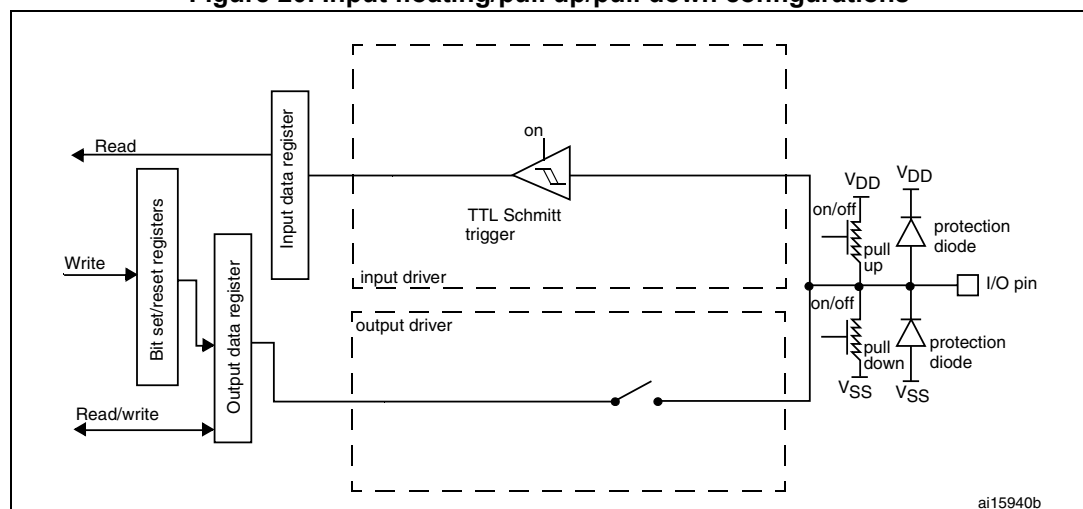 Figure 20. Input floating/pull up/pull down configurations
Read
Input data register
on
TTL Schmitt
trigger
input driver
Write
Bit set/reset registers
Output data register
Read/write
output driver
VDD
VDD
on/off
pull
up
protection
diode
I/O pin
on/off
pull
down
protection
diode
VSS
VSS
ai15940b